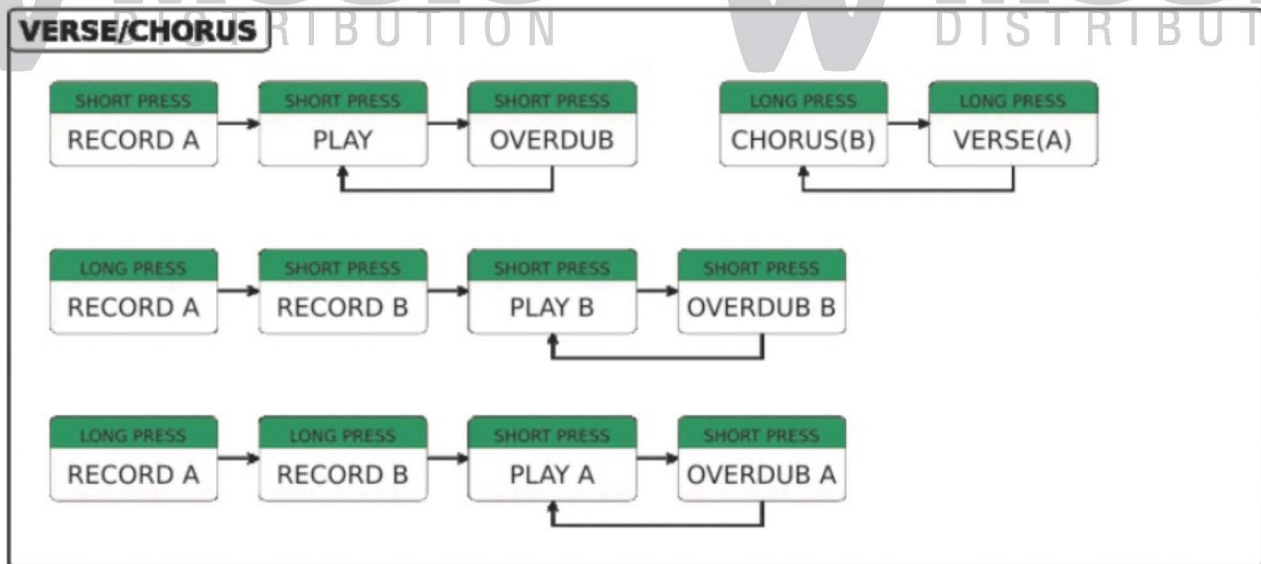 VERSE/CHORUS
DISTRIBUTION
SHORT PRESS SHORT PRESS SHORT PRESS LONG PRESS LONG PRESS
RECORD A PLAY OVERDUB CHORUS(B) VERSE(A)
LONG PRESS SHORT PRESS SHORT PRESS SHORT PRESS
RECORD A RECORD B PLAY B OVERDUB B
LONG PRESS LONG PRESS SHORT PRESS SHORT PRESS
RECORD A RECORD B PLAY A OVERDUB A